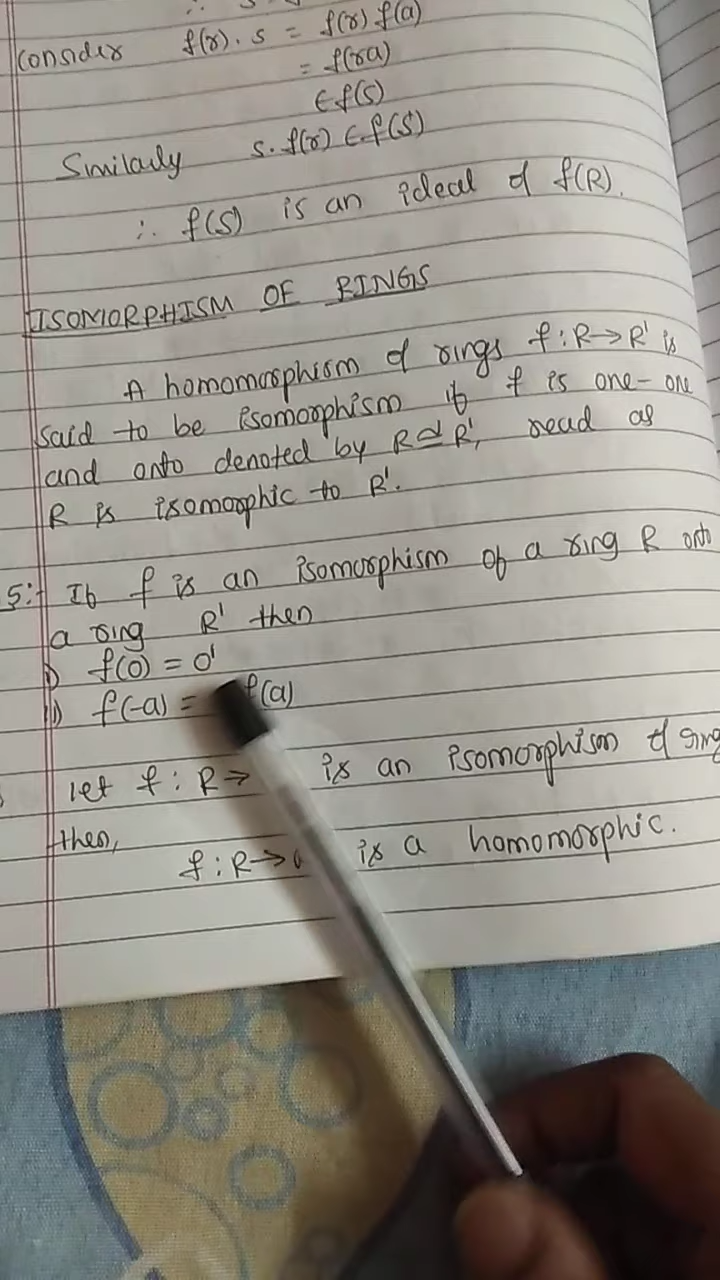 Consider f(r). s = f(r) f(a)
= f(ra)
∈ f(S)
Similarly s. f(r) ∈ f(S)
∴ f(S) is an ideal of f(R).
ISOMORPHISM OF RINGS
A homomorphism of rings f : R → R' is
said to be isomorphism if f is one-one
and onto denoted by R ≅ R', read as
R is isomorphic to R'.
5:- If f is an isomorphism of a ring R onto
a ring R' then
i) f(0) = 0'
ii) f(-a) = f(a)
let f : R → is an isomorphism of ring
then,
f : R → is a homomorphic.